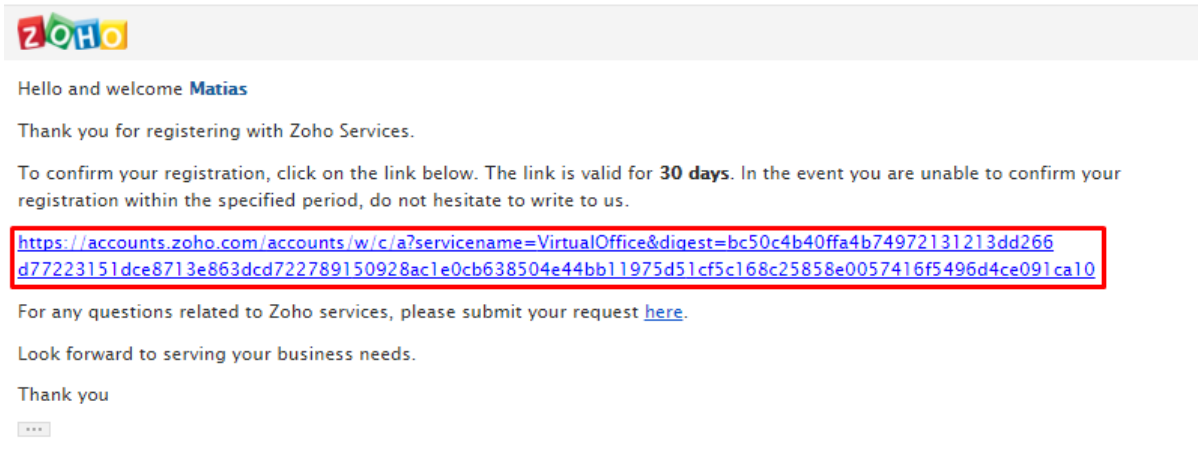 ZOHO
Hello and welcome Matias
Thank you for registering with Zoho Services.
To confirm your registration, click on the link below. The link is valid for 30 days. In the event you are unable to confirm your
registration within the specified period, do not hesitate to write to us.
https://accounts.zoho.com/accounts/w/c/a?servicename=VirtualOffice&digest=bc50c4b40ffa4b74972131213dd266
d77223151dce8713e863dcd722789150928ac1e0cb638504e44bb11975d51cf5c168c25858e0057416f5496d4ce091ca10
For any questions related to Zoho services, please submit your request here.
Look forward to serving your business needs.
Thank you
...